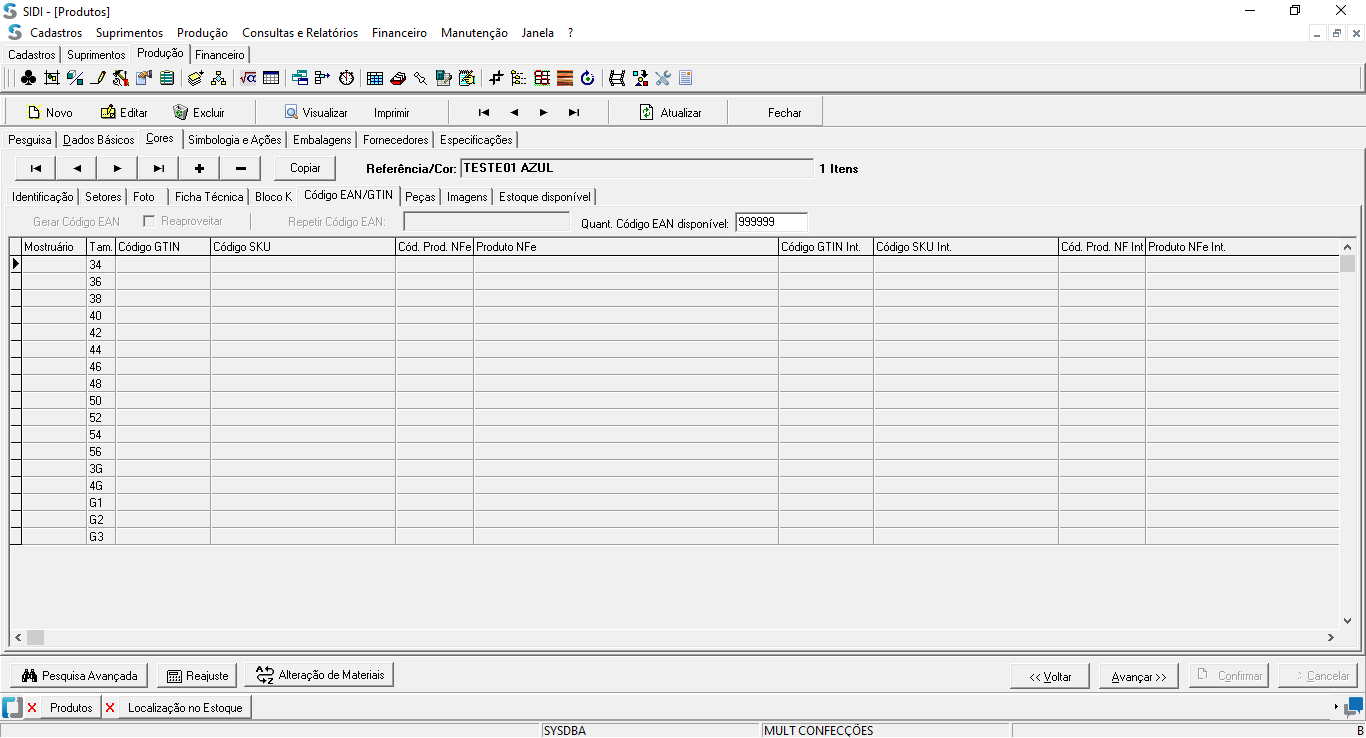 SIDI - [Produtos]
Cadastros Suprimentos Produção Consultas e Relatórios Financeiro Manutenção Janela ?
Cadastros Suprimentos Produção Financeiro
Novo Editar Excluir Visualizar Imprimir Atualizar Fechar
Pesquisa Dados Básicos Cores Simbologia e Ações Embalagens Fornecedores Especificações
Copiar Referência/Cor: TESTE01 AZUL 1 Itens
Identificação Setores Foto Ficha Técnica Bloco K Código EAN/GTIN Peças Imagens Estoque disponível
Gerar Código EAN Reaproveitar Repetir Código EAN: Quant. Código EAN disponível: 999999
Mostruário Tam. Código GTIN Código SKU Cód. Prod. NFe Produto NFe Código GTIN Int. Código SKU Int. Cód. Prod. NF Int Produto NFe Int.
34
36
38
40
42
44
46
48
50
52
54
56
3G
4G
G1
G2
G3
Pesquisa Avançada Reajuste Alteração de Materiais << Voltar Avançar >> Confirmar Cancelar
Produtos Localização no Estoque
SYSDBA MULT CONFECÇÕES B